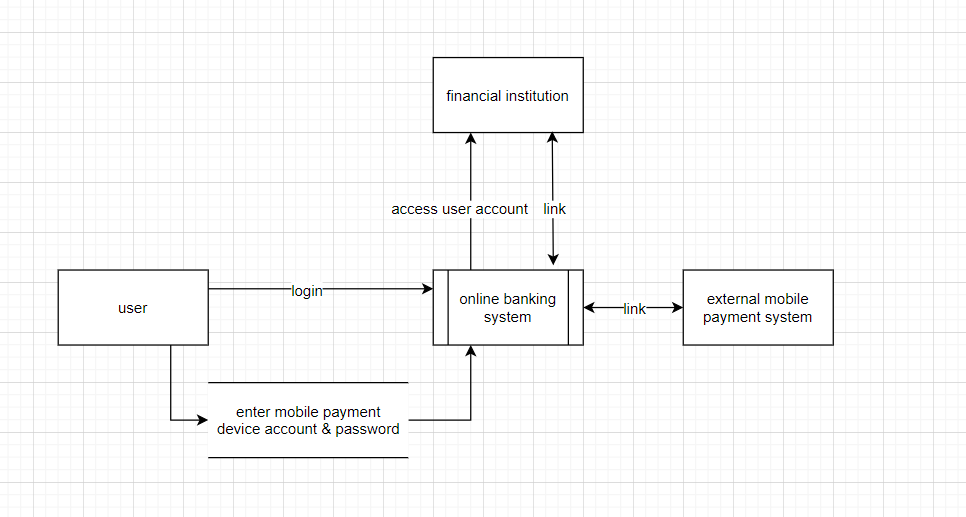 financial institution
access user account
link
user
login
online banking
system
link
external mobile
payment system
enter mobile payment
device account & password